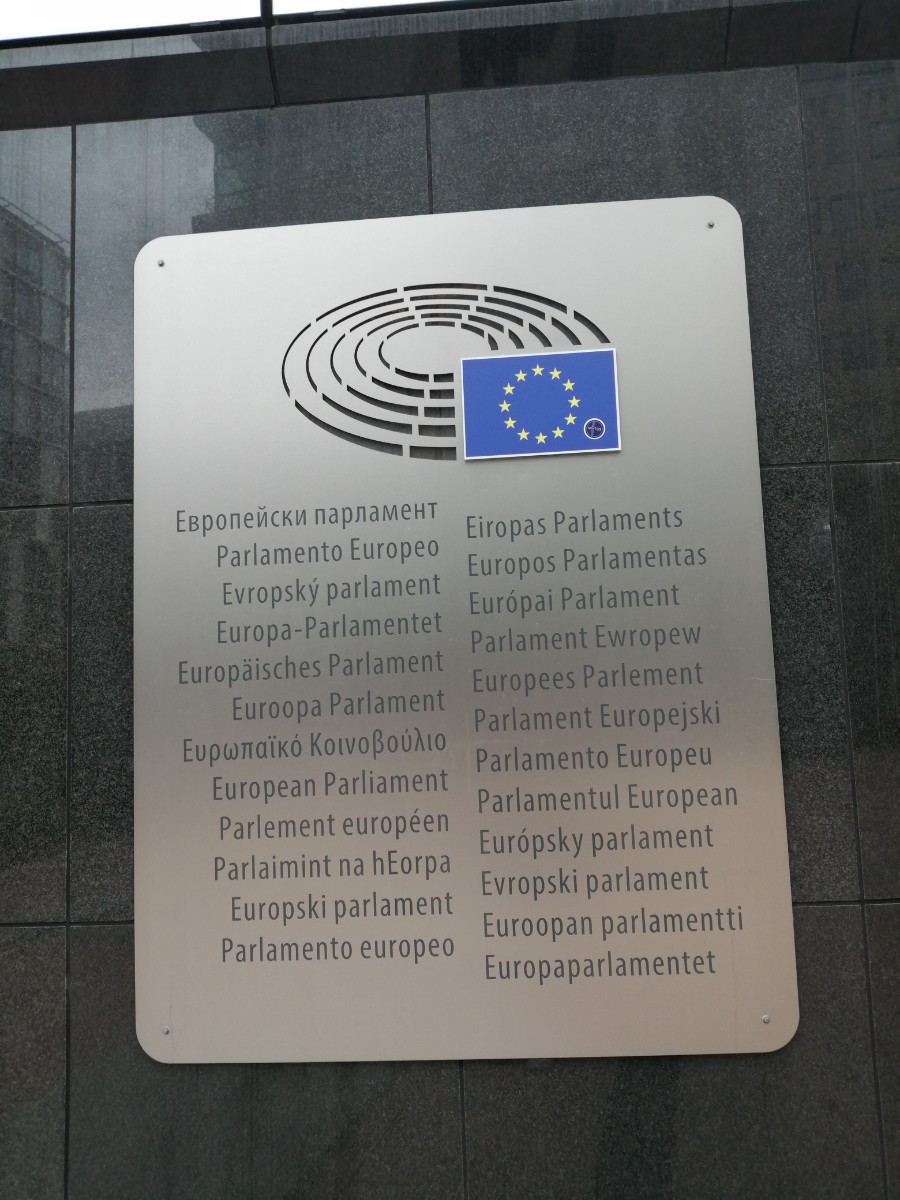 Европейски парламент
Parlamento Europeo
Evropský parlament
Europa-Parlamentet
Europäisches Parlament
Euroopa Parlament
Ευρωπαϊκό Κοινοβούλιο
European Parliament
Parlement européen
Parlaimint na hEorpa
Europski parlament
Parlamento europeo
Eiropas Parlaments
Europos Parlamentas
Európai Parlament
Parlament Ewropew
Europees Parlement
Parlament Europejski
Parlamento Europeu
Parlamentul European
Európsky parlament
Evropski parlament
Euroopan parlamentti
Europaparlamentet